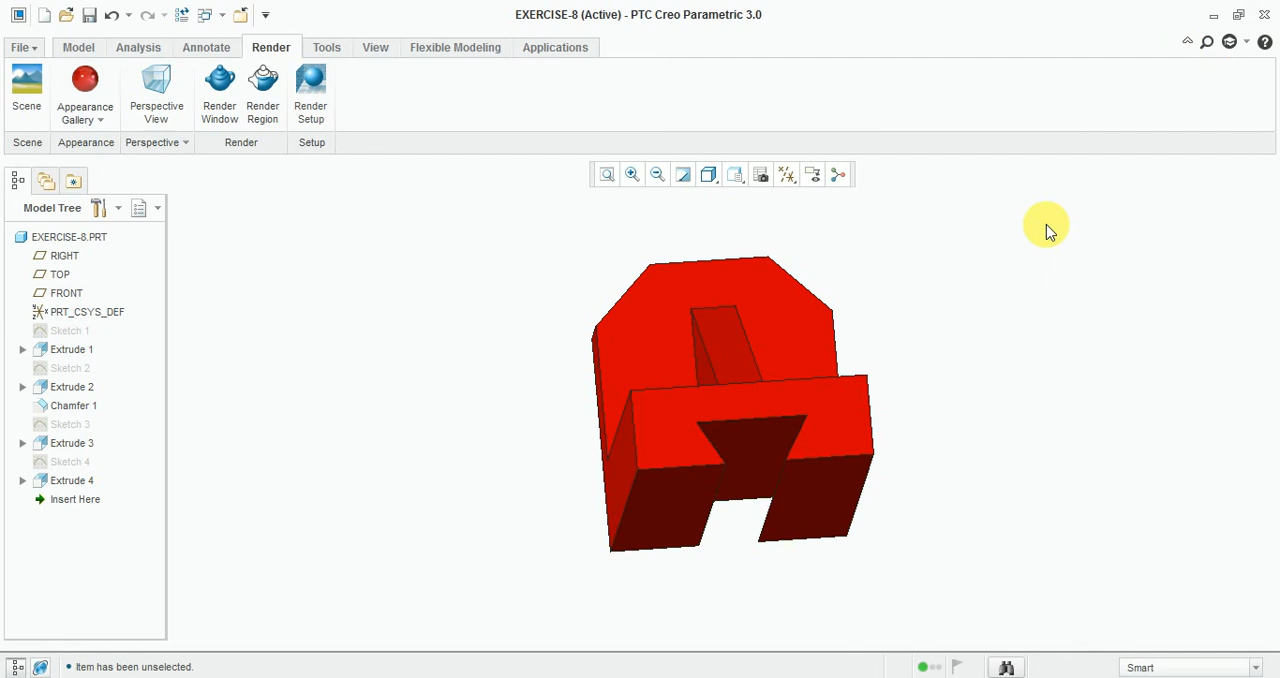 EXERCISE-8 (Active) - PTC Creo Parametric 3.0
File
Model
Analysis
Annotate
Render
Tools
View
Flexible Modeling
Applications
Scene
Appearance Gallery
Perspective View
Render Window
Render Region
Render Setup
Scene
Appearance
Perspective
Render
Setup
Model Tree
EXERCISE-8.PRT
RIGHT
TOP
FRONT
PRT_CSYS_DEF
Sketch 1
Extrude 1
Sketch 2
Extrude 2
Chamfer 1
Sketch 3
Extrude 3
Sketch 4
Extrude 4
Insert Here
• Item has been unselected.
Smart